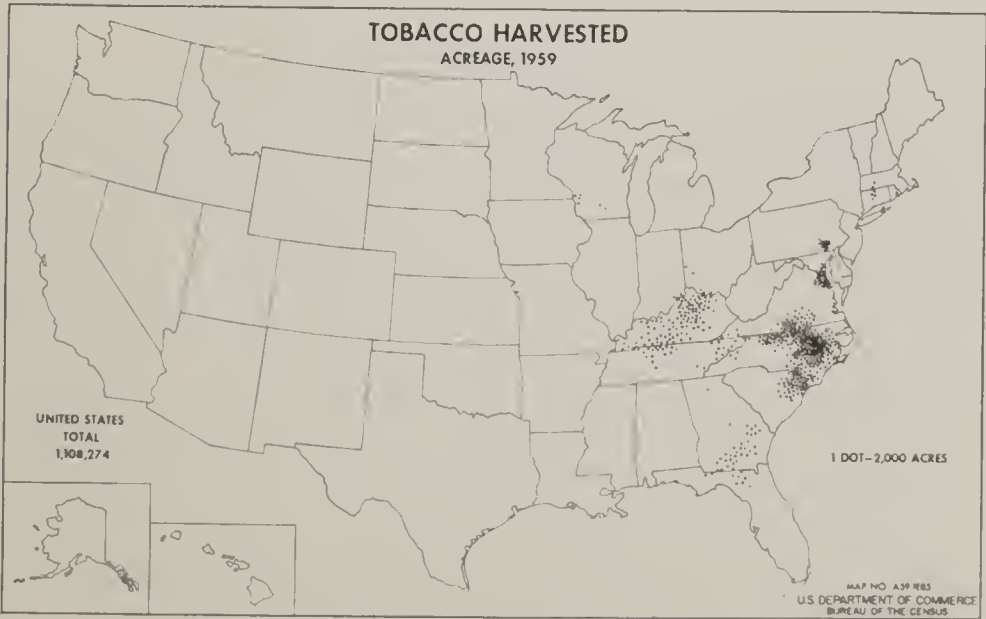 TOBACCO HARVESTED
ACREAGE, 1959
UNITED STATES
TOTAL
1,108,274
1 DOT–2,000 ACRES
MAP NO. A59
U.S. DEPARTMENT OF COMMERCE
BUREAU OF THE CENSUS